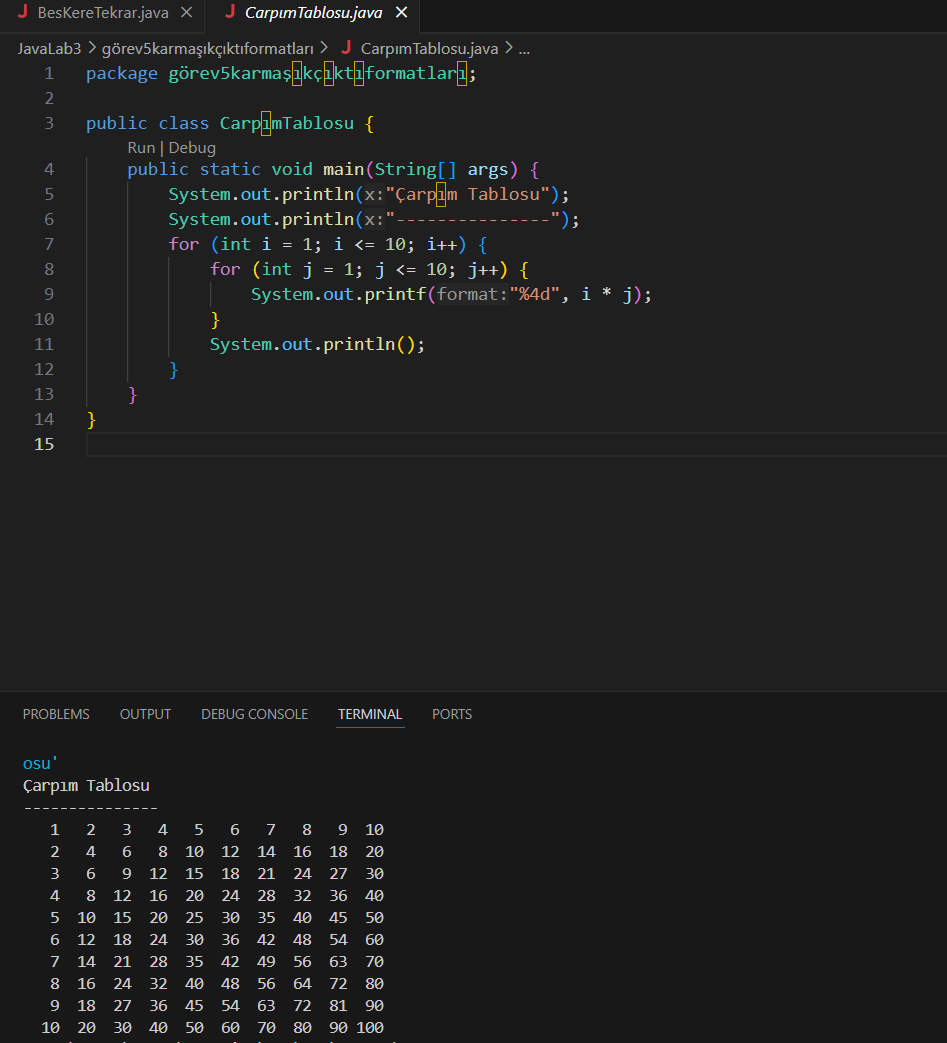 BesKereTekrar.java CarpımTablosu.java
JavaLab3 > görev5karmaşıkçıktıformatları > CarpımTablosu.java > ...
1 package görev5karmaşıkçıktıformatları;
2
3 public class CarpımTablosu {
Run | Debug
4 public static void main(String[] args) {
5 System.out.println(x:"Çarpım Tablosu");
6 System.out.println(x:"---------------");
7 for (int i = 1; i <= 10; i++) {
8 for (int j = 1; j <= 10; j++) {
9 System.out.printf(format:"%4d", i * j);
10 }
11 System.out.println();
12 }
13 }
14 }
15
PROBLEMS OUTPUT DEBUG CONSOLE TERMINAL PORTS
osu'
Çarpım Tablosu
---------------
1 2 3 4 5 6 7 8 9 10
2 4 6 8 10 12 14 16 18 20
3 6 9 12 15 18 21 24 27 30
4 8 12 16 20 24 28 32 36 40
5 10 15 20 25 30 35 40 45 50
6 12 18 24 30 36 42 48 54 60
7 14 21 28 35 42 49 56 63 70
8 16 24 32 40 48 56 64 72 80
9 18 27 36 45 54 63 72 81 90
10 20 30 40 50 60 70 80 90 100